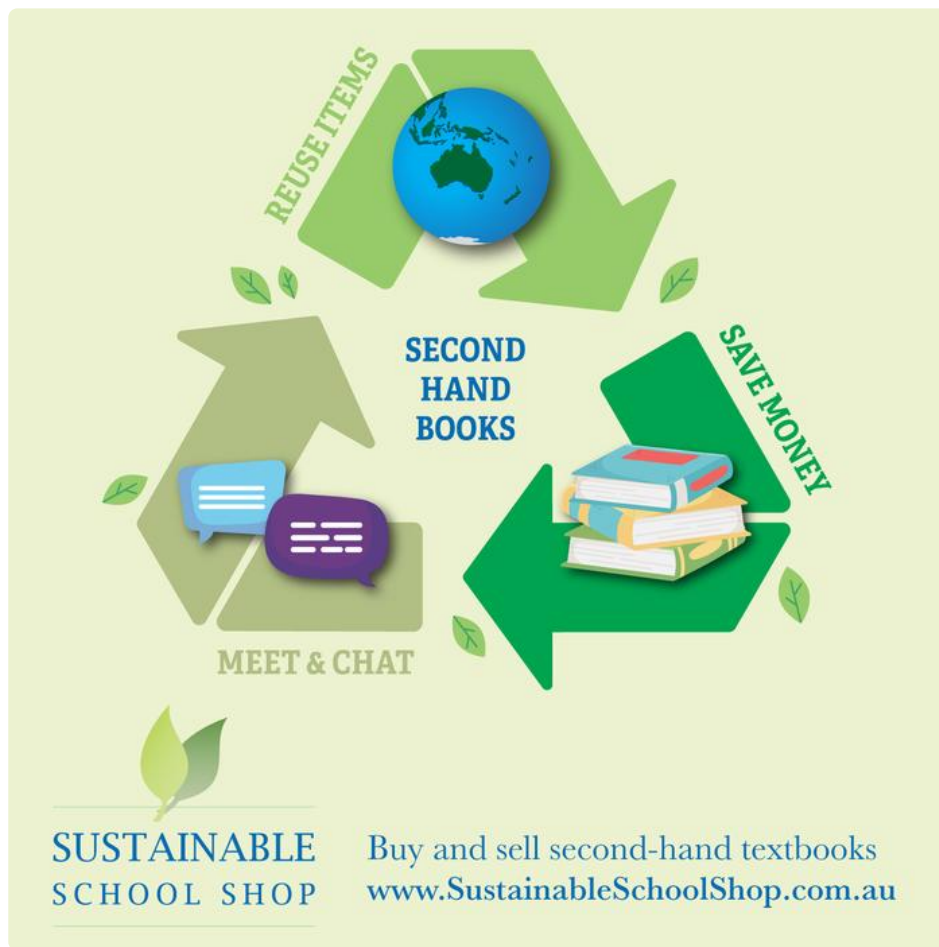 REUSE ITEMS
SAVE MONEY
SECOND
HAND
BOOKS
MEET & CHAT
SUSTAINABLE
SCHOOL SHOP
Buy and sell second-hand textbooks
www.SustainableSchoolShop.com.au